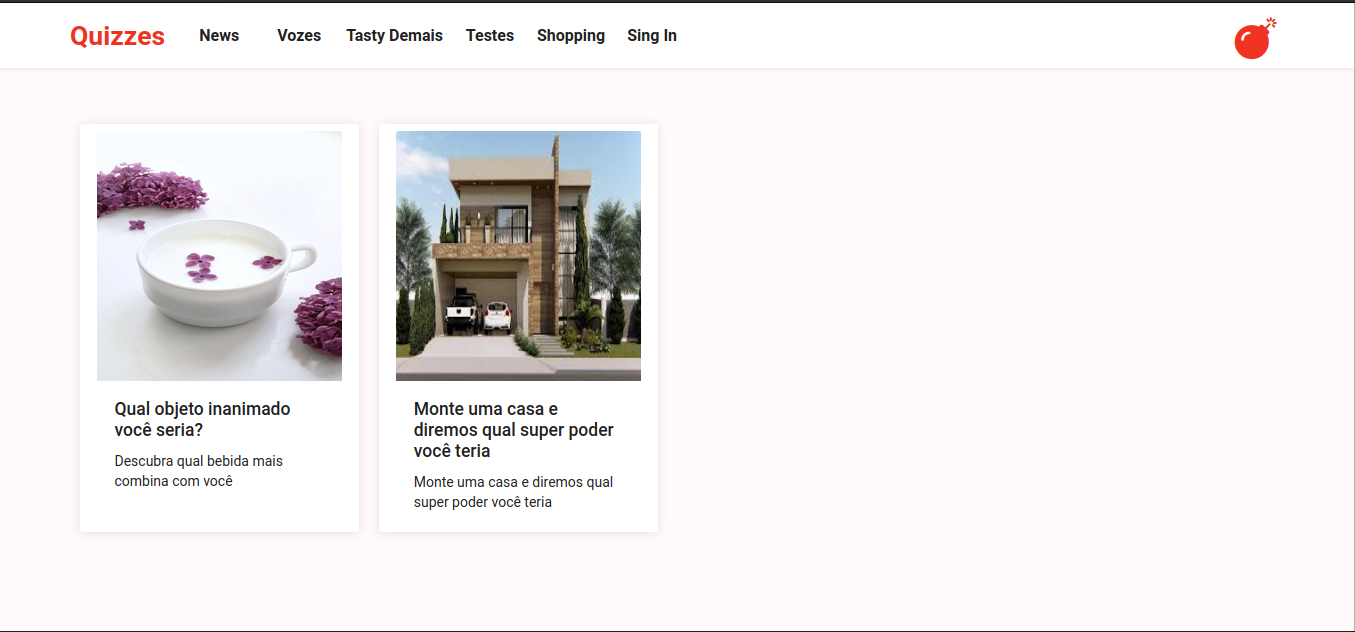 Quizzes News Vozes Tasty Demais Testes Shopping Sing In
Qual objeto inanimado
você seria?
Descubra qual bebida mais
combina com você
Monte uma casa e
diremos qual super poder
você teria
Monte uma casa e diremos qual
super poder você teria